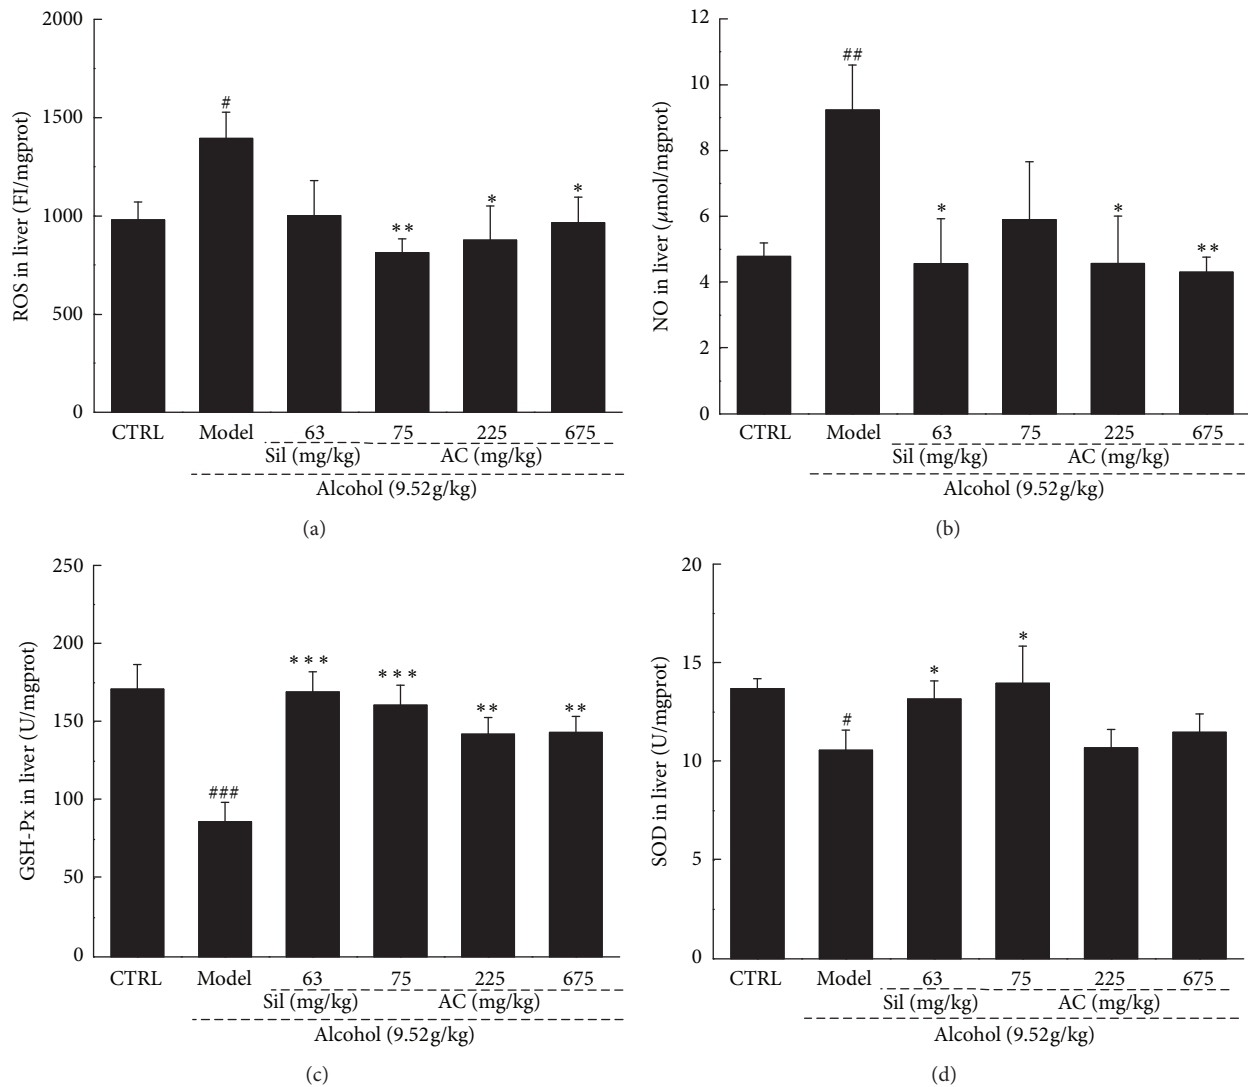 2000
1500
1000
500
0
ROS in liver (FI/mgprot)
#
**
*
*
CTRL Model 63 75 225 675
Sil (mg/kg) AC (mg/kg)
Alcohol (9.52g/kg)
(a)
12
10
8
6
4
2
0
NO in liver (μmol/mgprot)
##
*
*
**
CTRL Model 63 75 225 675
Sil (mg/kg) AC (mg/kg)
Alcohol (9.52g/kg)
(b)
250
200
150
100
50
0
GSH-Px in liver (U/mgprot)
###
***
***
**
**
CTRL Model 63 75 225 675
Sil (mg/kg) AC (mg/kg)
Alcohol (9.52g/kg)
(c)
20
15
10
5
0
SOD in liver (U/mgprot)
#
*
*
CTRL Model 63 75 225 675
Sil (mg/kg) AC (mg/kg)
Alcohol (9.52g/kg)
(d)